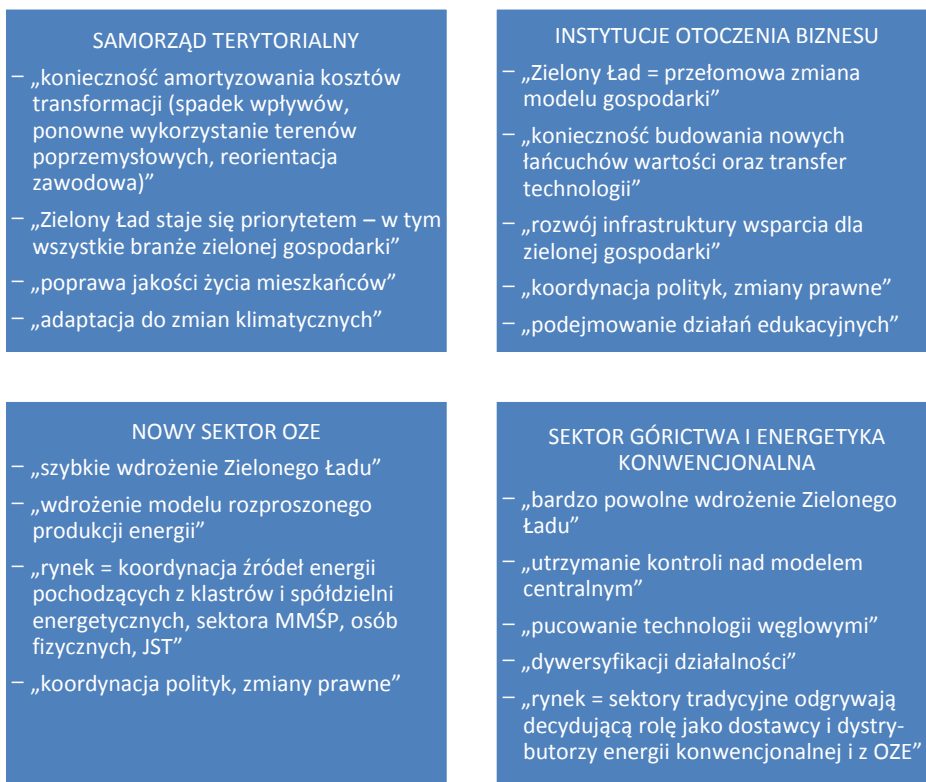 SAMORZĄD TERYTORIALNY
– „konieczność amortyzowania kosztów
transformacji (spadek wpływów,
ponowne wykorzystanie terenów
poprzemysłowych, reorientacja
zawodowa)”
– „Zielony Ład staje się priorytetem – w tym
wszystkie branże zielonej gospodarki”
– „poprawa jakości życia mieszkańców”
– „adaptacja do zmian klimatycznych”
INSTYTUCJE OTOCZENIA BIZNESU
– „Zielony Ład = przełomowa zmiana
modelu gospodarki”
– „konieczność budowania nowych
łańcuchów wartości oraz transfer
technologii”
– „rozwój infrastruktury wsparcia dla
zielonej gospodarki”
– „koordynacja polityk, zmiany prawne”
– „podejmowanie działań edukacyjnych”
NOWY SEKTOR OZE
– „szybkie wdrożenie Zielonego Ładu”
– „wdrożenie modelu rozproszonego
produkcji energii”
– „rynek = koordynacja źródeł energii
pochodzących z klastrów i spółdzielni
energetycznych, sektora MMŚP, osób
fizycznych, JST”
– „koordynacja polityk, zmiany prawne”
SEKTOR GÓRICTWA I ENERGETYKA
KONWENCJONALNA
– „bardzo powolne wdrożenie Zielonego
Ładu”
– „utrzymanie kontroli nad modelem
centralnym”
– „pucowanie technologii węglowymi”
– „dywersyfikacji działalności”
– „rynek = sektory tradycyjne odgrywają
decydującą rolę jako dostawcy i dystry-
butorzy energii konwencjonalnej i z OZE”